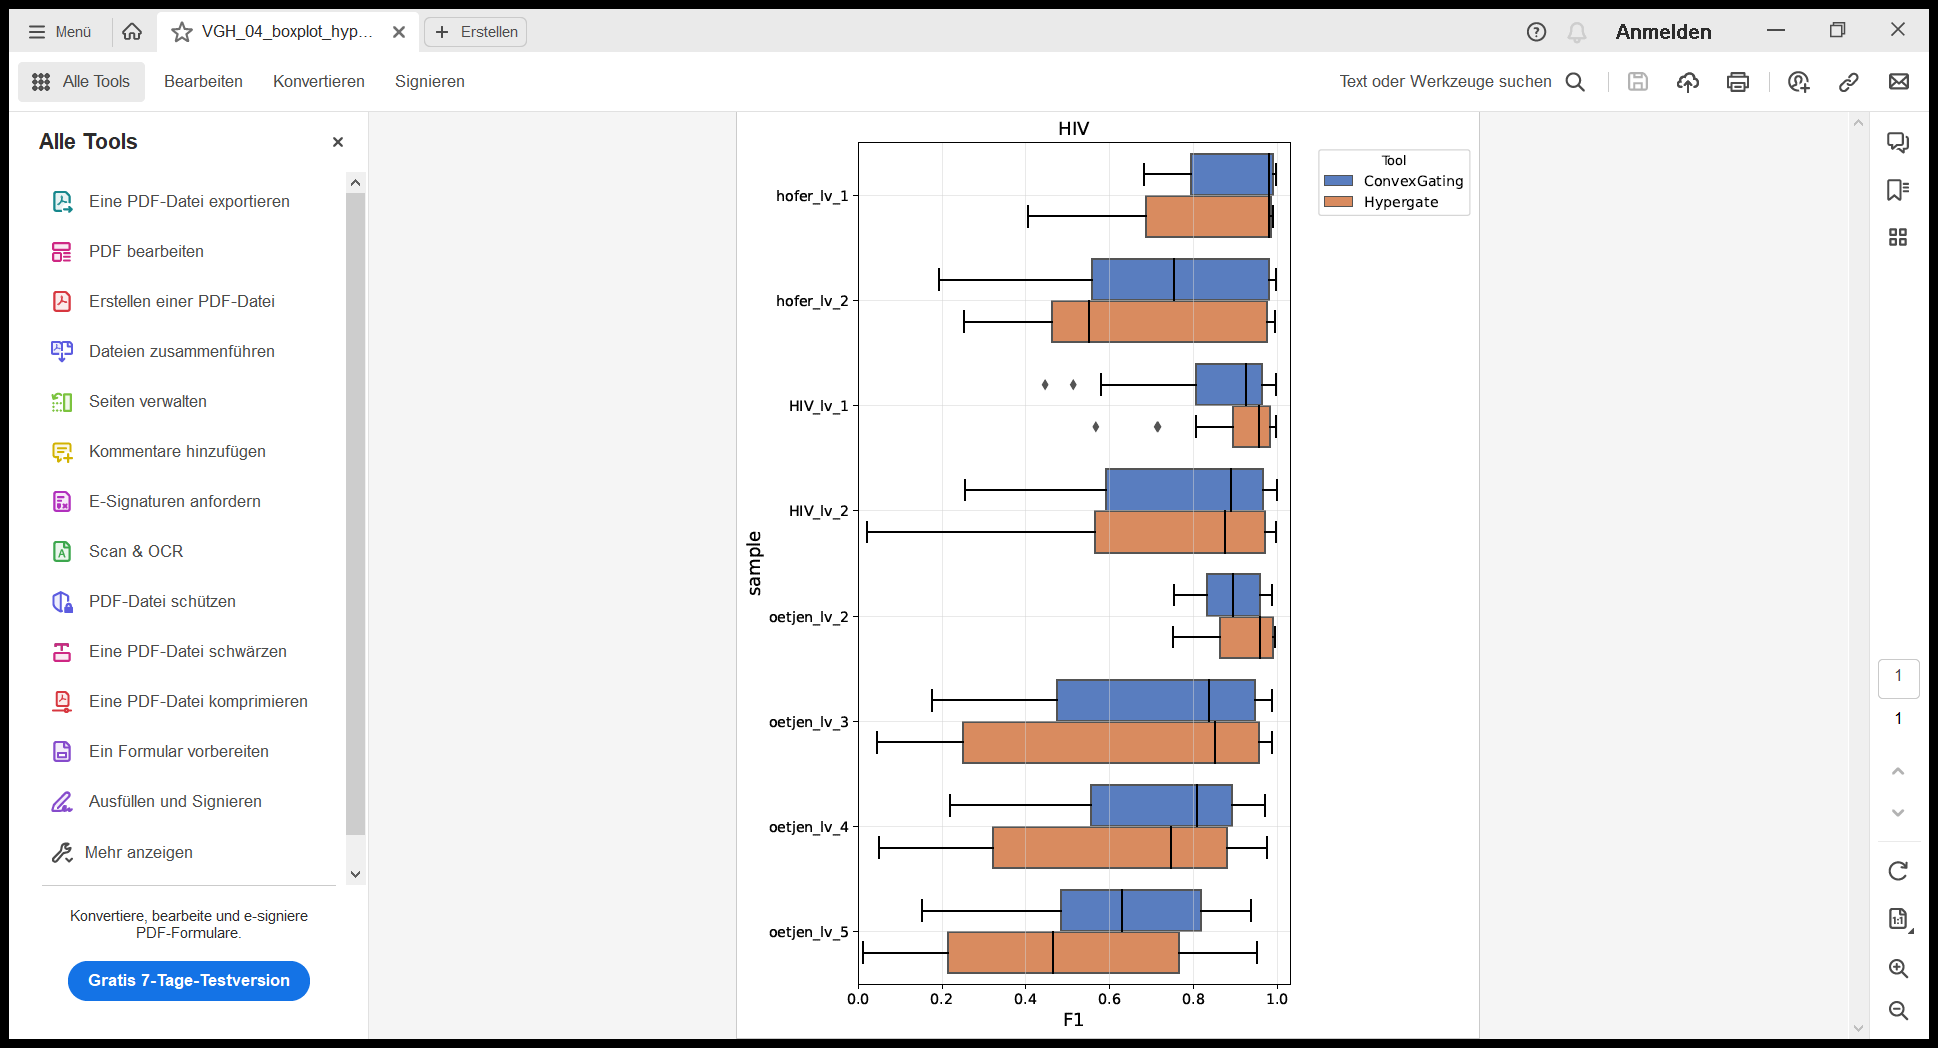 Menü
VGH_04_boxplot_hyp...
Erstellen
Anmelden
Alle Tools
Bearbeiten
Konvertieren
Signieren
Text oder Werkzeuge suchen
Alle Tools
Eine PDF-Datei exportieren
PDF bearbeiten
Erstellen einer PDF-Datei
Dateien zusammenführen
Seiten verwalten
Kommentare hinzufügen
E-Signaturen anfordern
Scan & OCR
PDF-Datei schützen
Eine PDF-Datei schwärzen
Eine PDF-Datei komprimieren
Ein Formular vorbereiten
Ausfüllen und Signieren
Mehr anzeigen
Konvertiere, bearbeite und e-signiere
PDF-Formulare.
Gratis 7-Tage-Testversion
HIV
Tool
ConvexGating
Hypergate
sample
hofer_lv_1
hofer_lv_2
HIV_lv_1
HIV_lv_2
oetjen_lv_2
oetjen_lv_3
oetjen_lv_4
oetjen_lv_5
0.0 0.2 0.4 0.6 0.8 1.0
F1
1
1
1:1